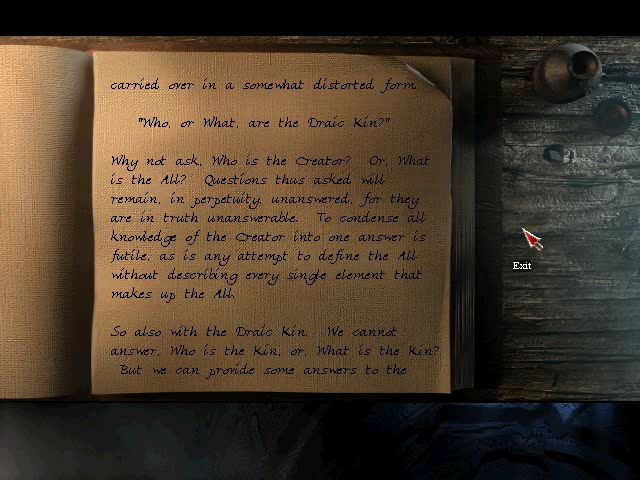 carried over in a somewhat distorted form.
"Who, or What, are the Draic Kin?"
Why not ask, Who is the Creator? Or, What
is the All? Questions thus asked will
remain, in perpetuity, unanswered, for they
are in truth unanswerable. To condense all
knowledge of the Creator into one answer is
futile, as is any attempt to define the All
without describing every single element that
makes up the All.
So also with the Draic Kin. We cannot
answer, Who is the Kin, or, What is the Kin?
But we can provide some answers to the
Exit